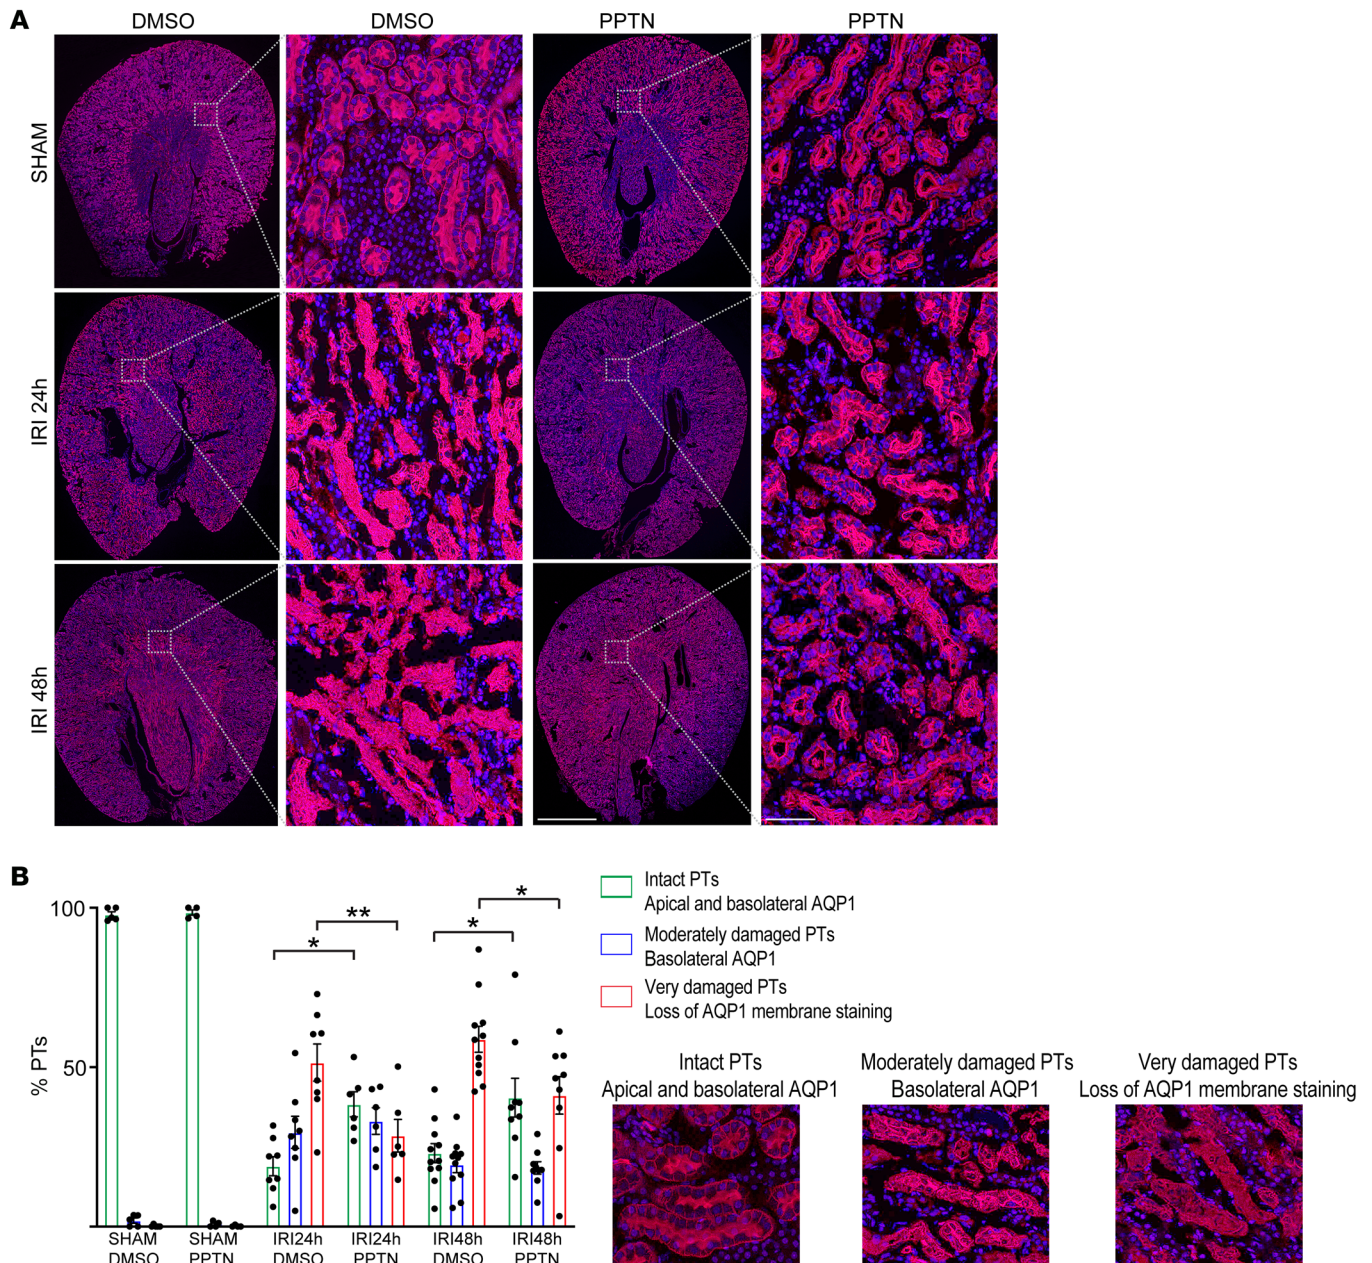 A
DMSO DMSO PPTN PPTN
SHAM
IRI 24h
IRI 48h
B
100
50
% PTs
*
**
*
*
SHAM DMSO
SHAM PPTN
IRI24h DMSO
IRI24h PPTN
IRI48h DMSO
IRI48h PPTN
Intact PTs
Apical and basolateral AQP1
Moderately damaged PTs
Basolateral AQP1
Very damaged PTs
Loss of AQP1 membrane staining
Intact PTs
Apical and basolateral AQP1
Moderately damaged PTs
Basolateral AQP1
Very damaged PTs
Loss of AQP1 membrane staining